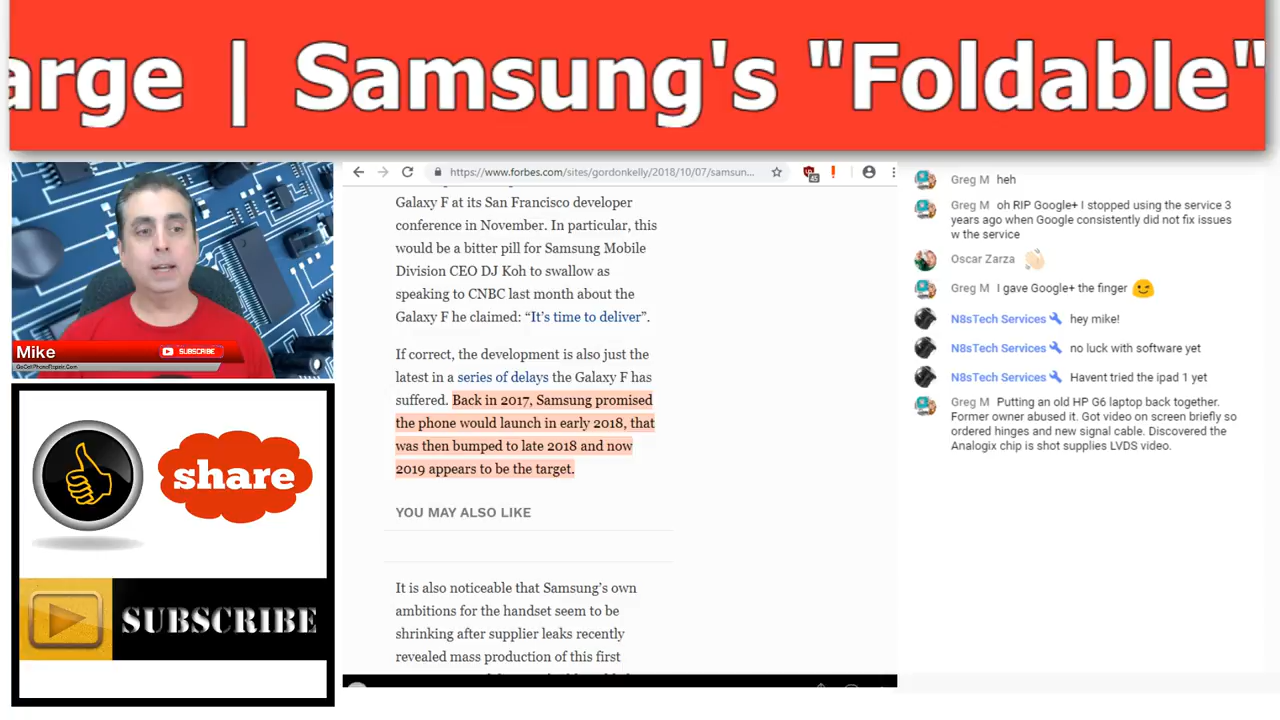 arge | Samsung's "Foldable"
Mike
SUBSCRIBE
GoCellPhoneRepair.Com
share
SUBSCRIBE
https://www.forbes.com/sites/gordonkelly/2018/10/07/samsun...
45
Galaxy F at its San Francisco developer
conference in November. In particular, this
would be a bitter pill for Samsung Mobile
Division CEO DJ Koh to swallow as
speaking to CNBC last month about the
Galaxy F he claimed: “It’s time to deliver”.
If correct, the development is also just the
latest in a series of delays the Galaxy F has
suffered. Back in 2017, Samsung promised
the phone would launch in early 2018, that
was then bumped to late 2018 and now
2019 appears to be the target.
YOU MAY ALSO LIKE
It is also noticeable that Samsung’s own
ambitions for the handset seem to be
shrinking after supplier leaks recently
revealed mass production of this first
Greg M heh
Greg M oh RIP Google+ I stopped using the service 3
years ago when Google consistently did not fix issues
w the service
Oscar Zarza
Greg M I gave Google+ the finger
N8sTech Services hey mike!
N8sTech Services no luck with software yet
N8sTech Services Havent tried the ipad 1 yet
Greg M Putting an old HP G6 laptop back together.
Former owner abused it. Got video on screen briefly so
ordered hinges and new signal cable. Discovered the
Analogix chip is shot supplies LVDS video.